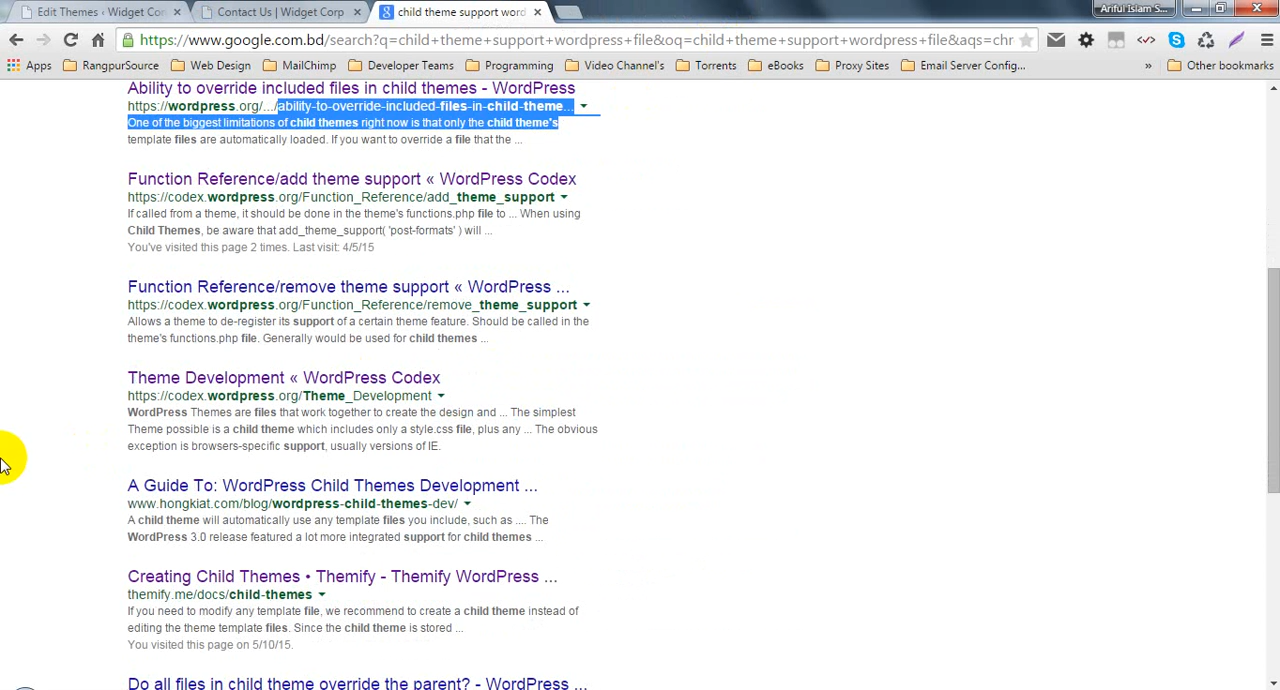 Edit Themes ‹ Widget Con
Contact Us | Widget Corp
child theme support word
Ariful Islam S...
https://www.google.com.bd/search?q=child+theme+support+wordpress+file&oq=child+theme+support+wordpress+file&aqs=chr
Apps RangpurSource Web Design MailChimp Developer Teams Programming Video Channel's Torrents eBooks Proxy Sites Email Server Config... » Other bookmarks
Ability to override included files in child themes - WordPress
https://wordpress.org/.../ability-to-override-included-files-in-child-theme...
One of the biggest limitations of child themes right now is that only the child theme's
template files are automatically loaded. If you want to override a file that the ...
Function Reference/add theme support « WordPress Codex
https://codex.wordpress.org/Function_Reference/add_theme_support
If called from a theme, it should be done in the theme's functions.php file to ... When using
Child Themes, be aware that add_theme_support( 'post-formats' ) will ...
You've visited this page 2 times. Last visit: 4/5/15
Function Reference/remove theme support « WordPress ...
https://codex.wordpress.org/Function_Reference/remove_theme_support
Allows a theme to de-register its support of a certain theme feature. Should be called in the
theme's functions.php file. Generally would be used for child themes ...
Theme Development « WordPress Codex
https://codex.wordpress.org/Theme_Development
WordPress Themes are files that work together to create the design and ... The simplest
Theme possible is a child theme which includes only a style.css file, plus any ... The obvious
exception is browsers-specific support, usually versions of IE.
A Guide To: WordPress Child Themes Development ...
www.hongkiat.com/blog/wordpress-child-themes-dev/
A child theme will automatically use any template files you include, such as .... The
WordPress 3.0 release featured a lot more integrated support for child themes ...
Creating Child Themes • Themify - Themify WordPress ...
themify.me/docs/child-themes
If you need to modify any template file, we recommend to create a child theme instead of
editing the theme template files. Since the child theme is stored ...
You visited this page on 5/10/15.
Do all files in child theme override the parent? - WordPress ...